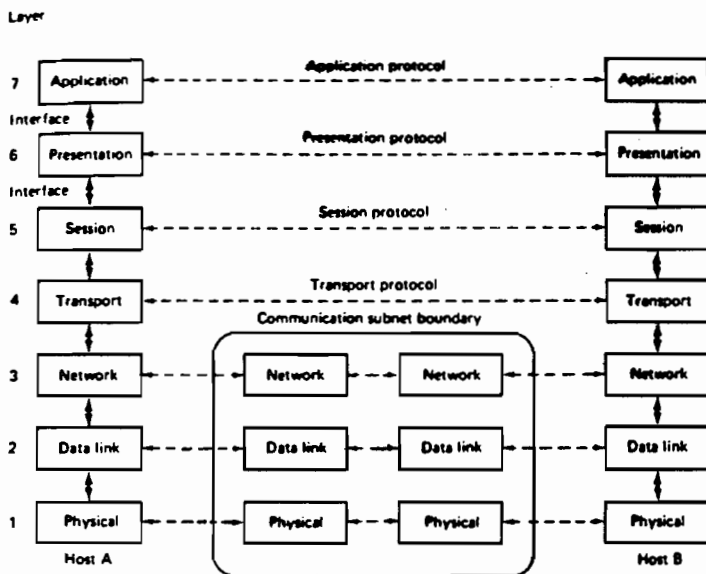 Layer
Application protocol
7 Application Application
Interface
Presentation protocol
6 Presentation Presentation
Interface
Session protocol
5 Session Session
Transport protocol
4 Transport Transport
Communication subnet boundary
3 Network Network Network Network
2 Data link Data link Data link Data link
1 Physical Physical Physical Physical
Host A Host B